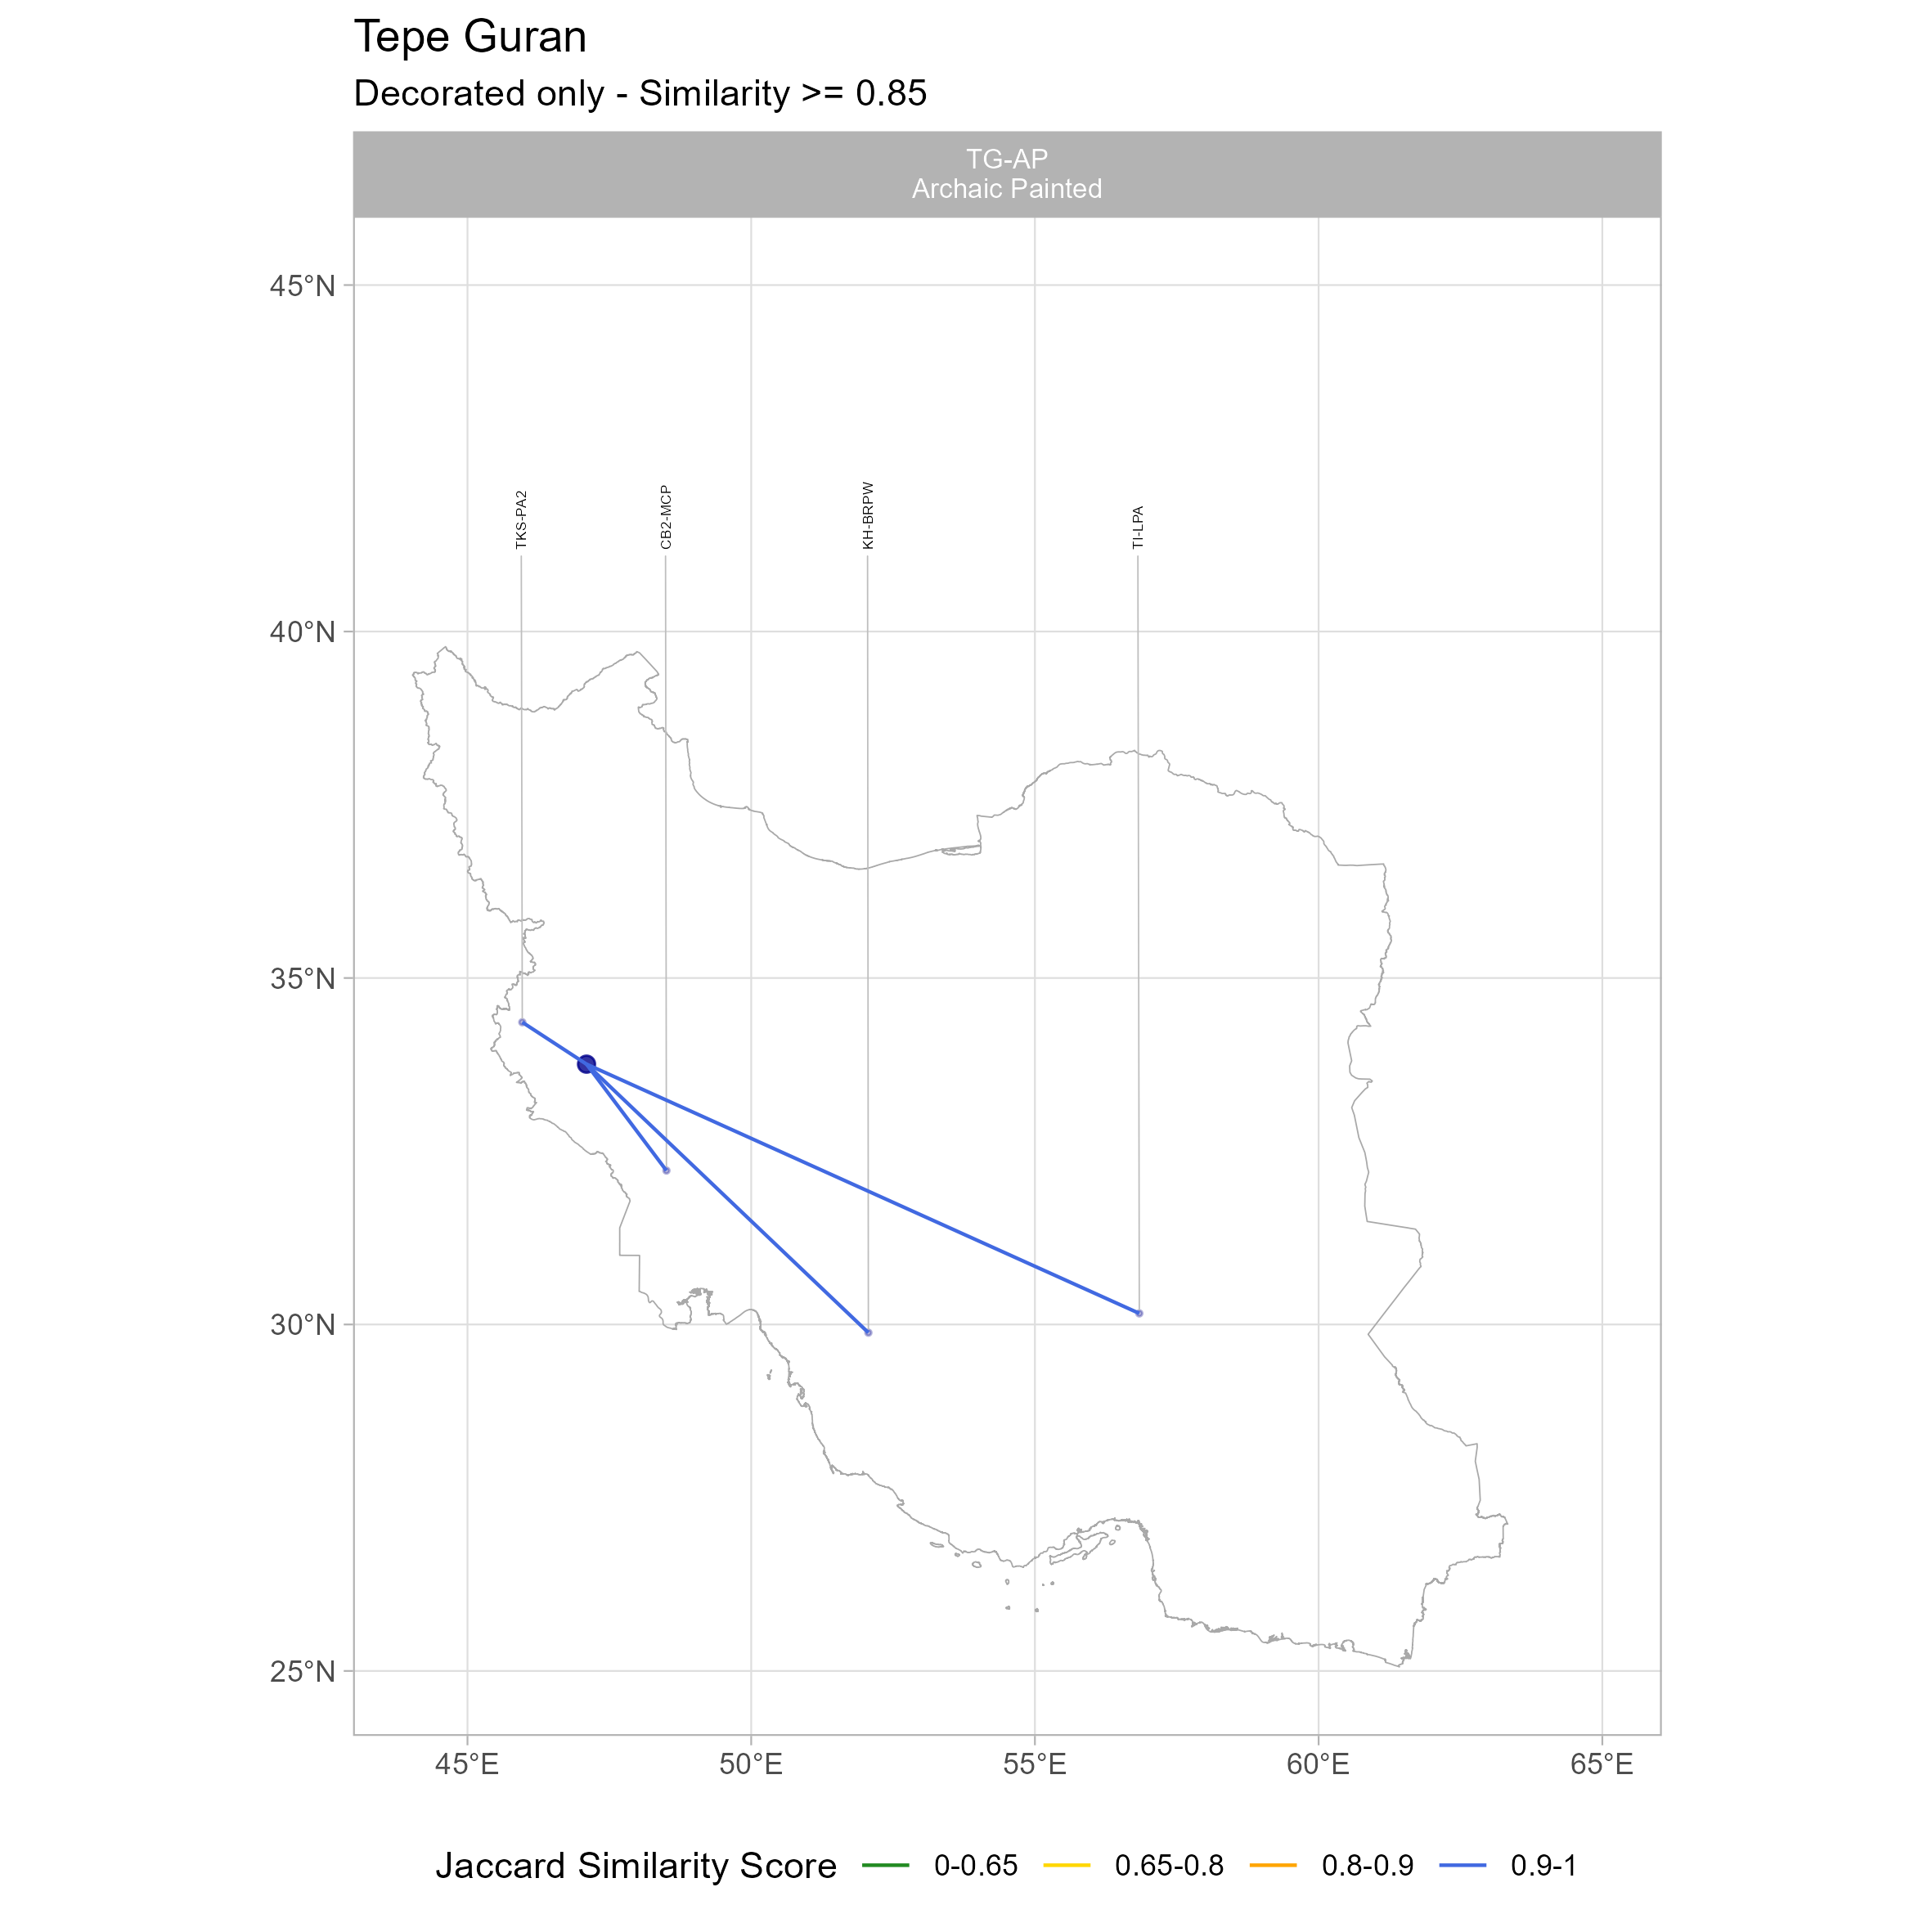 Tepe Guran
Decorated only - Similarity >= 0.85
TG-AP
Archaic Painted
45°N
TKS-PA2
CB2-MCP
KH-BRPW
TI-LPA
40°N
35°N
30°N
25°N
45°E 50°E 55°E 60°E 65°E
Jaccard Similarity Score 0-0.65 0.65-0.8 0.8-0.9 0.9-1